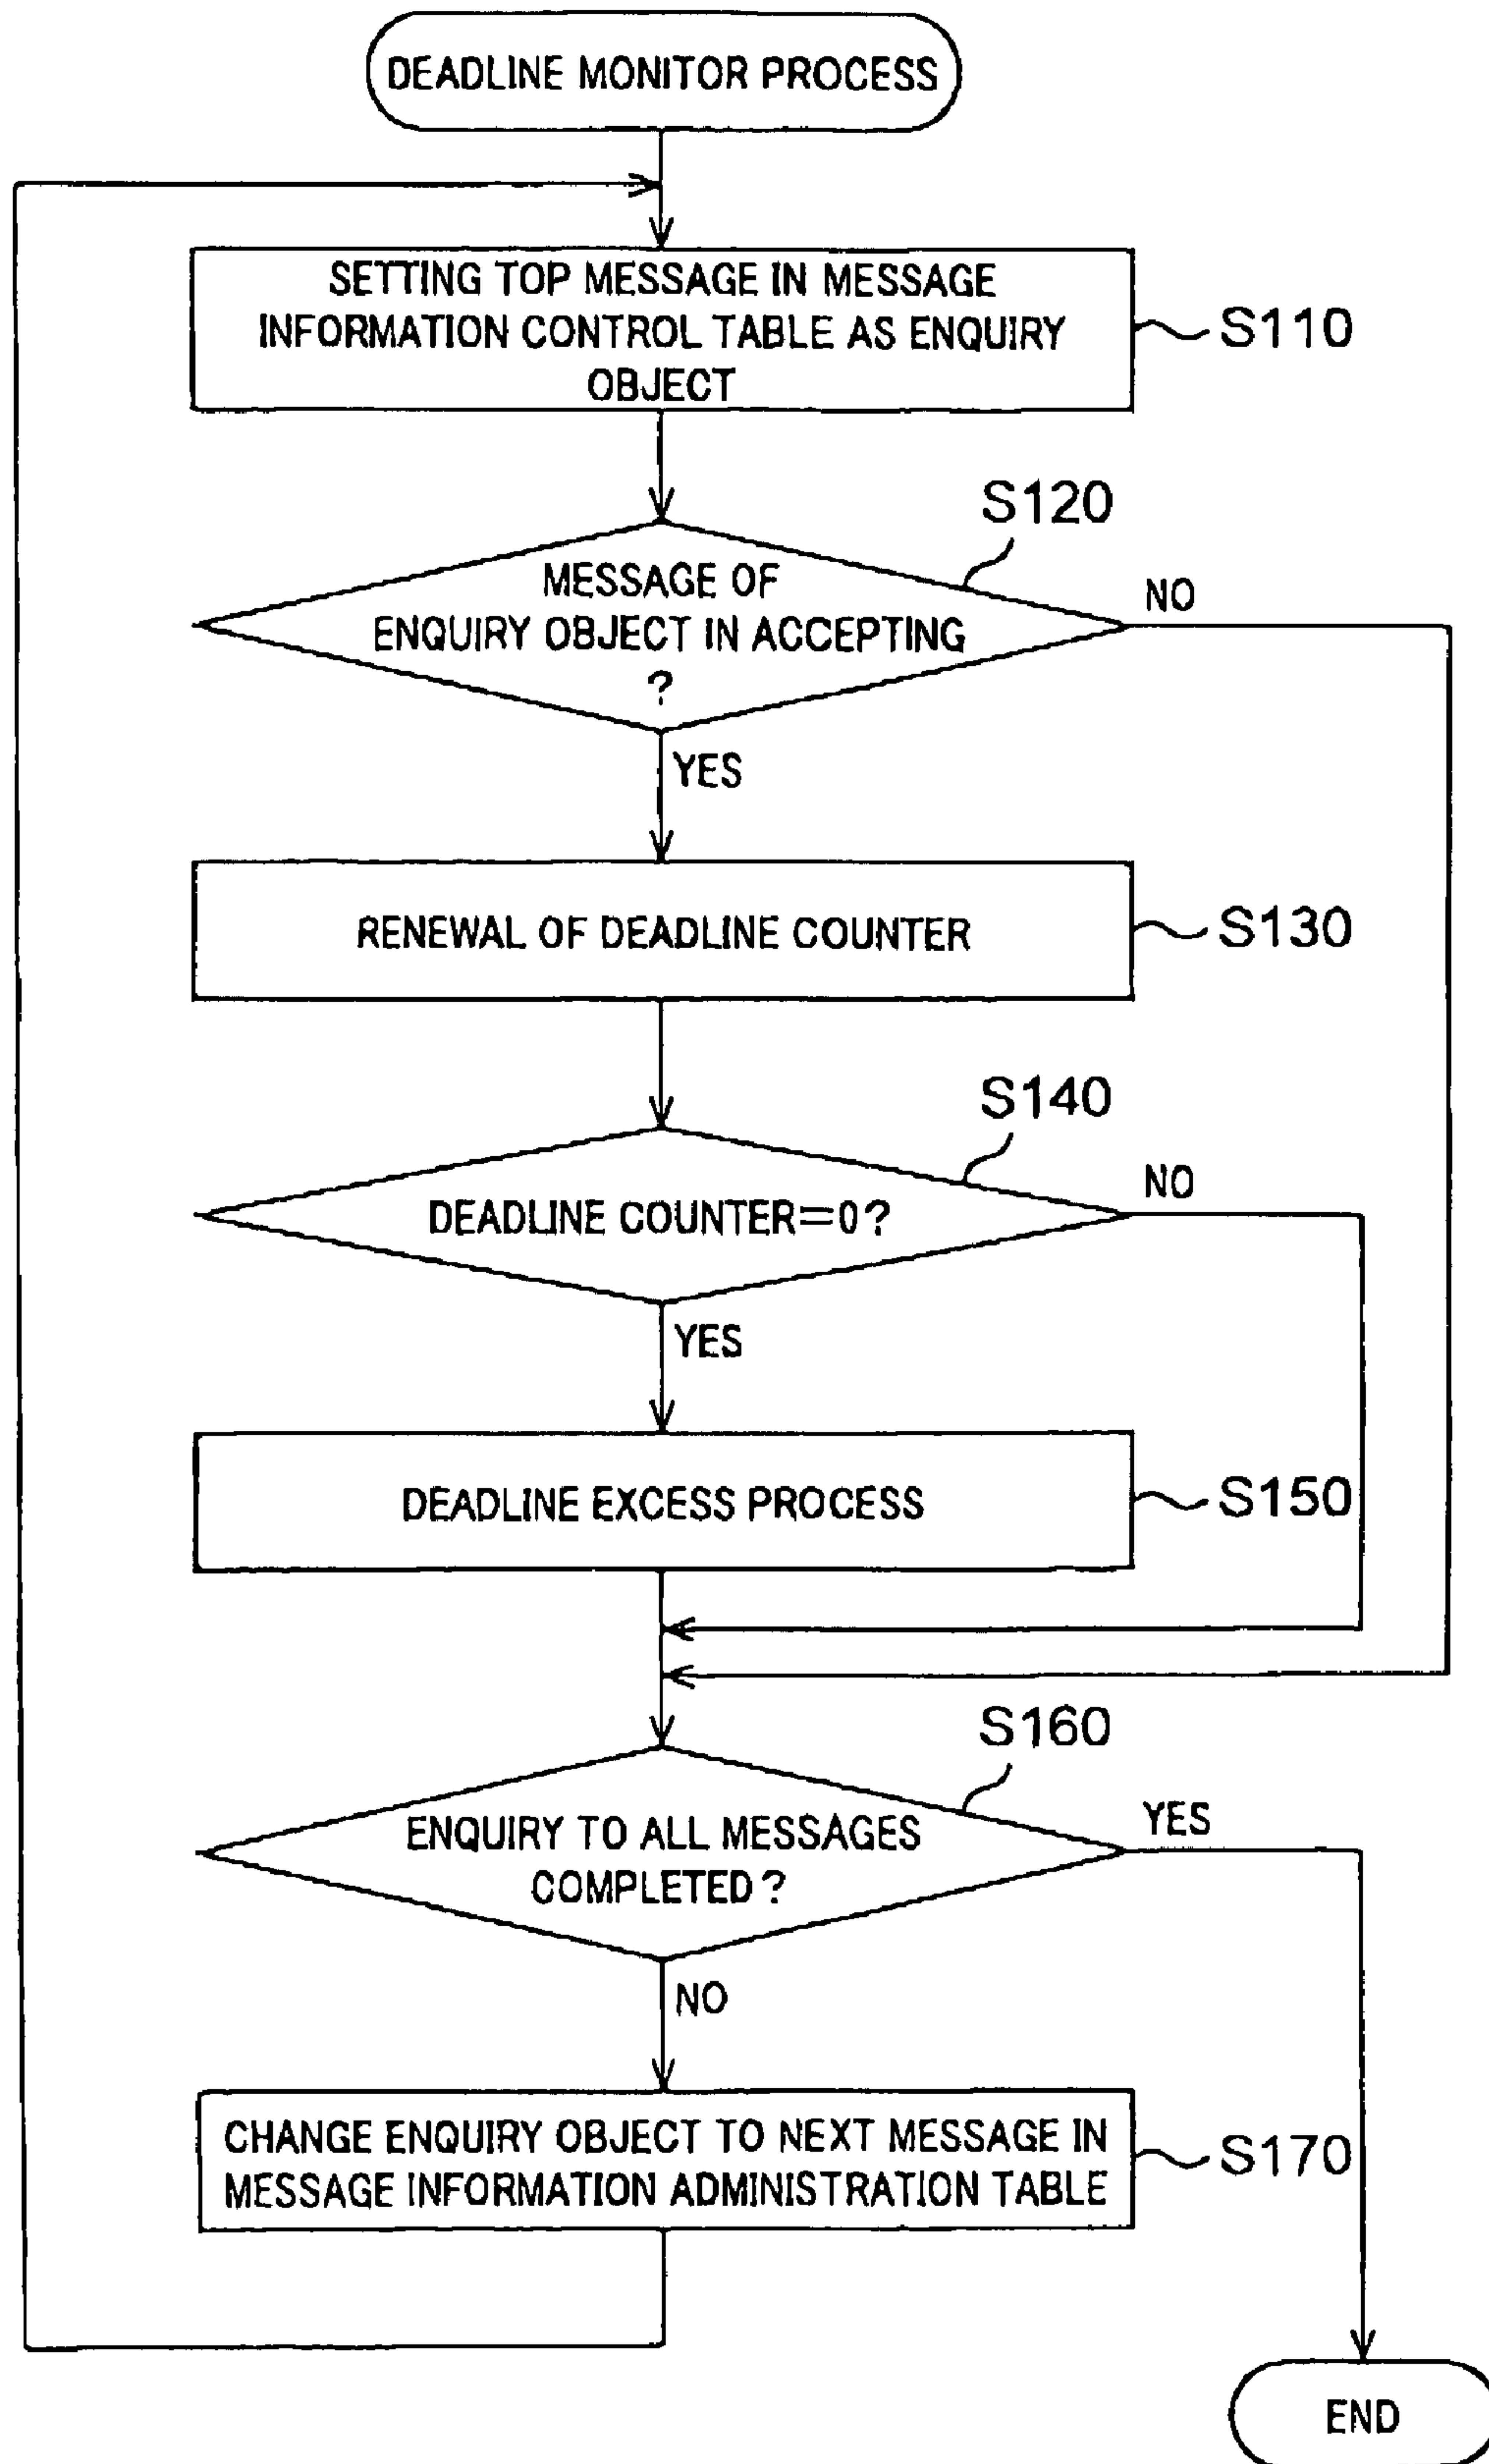 DEADLINE MONITOR PROCESS
SETTING TOP MESSAGE IN MESSAGE
INFORMATION CONTROL TABLE AS ENQUIRY
OBJECT
S110
S120
MESSAGE OF
ENQUIRY OBJECT IN ACCEPTING
?
NO
YES
RENEWAL OF DEADLINE COUNTER
S130
S140
DEADLINE COUNTER=0?
NO
YES
DEADLINE EXCESS PROCESS
S150
S160
ENQUIRY TO ALL MESSAGES
COMPLETED?
YES
NO
CHANGE ENQUIRY OBJECT TO NEXT MESSAGE IN
MESSAGE INFORMATION ADMINISTRATION TABLE
S170
END